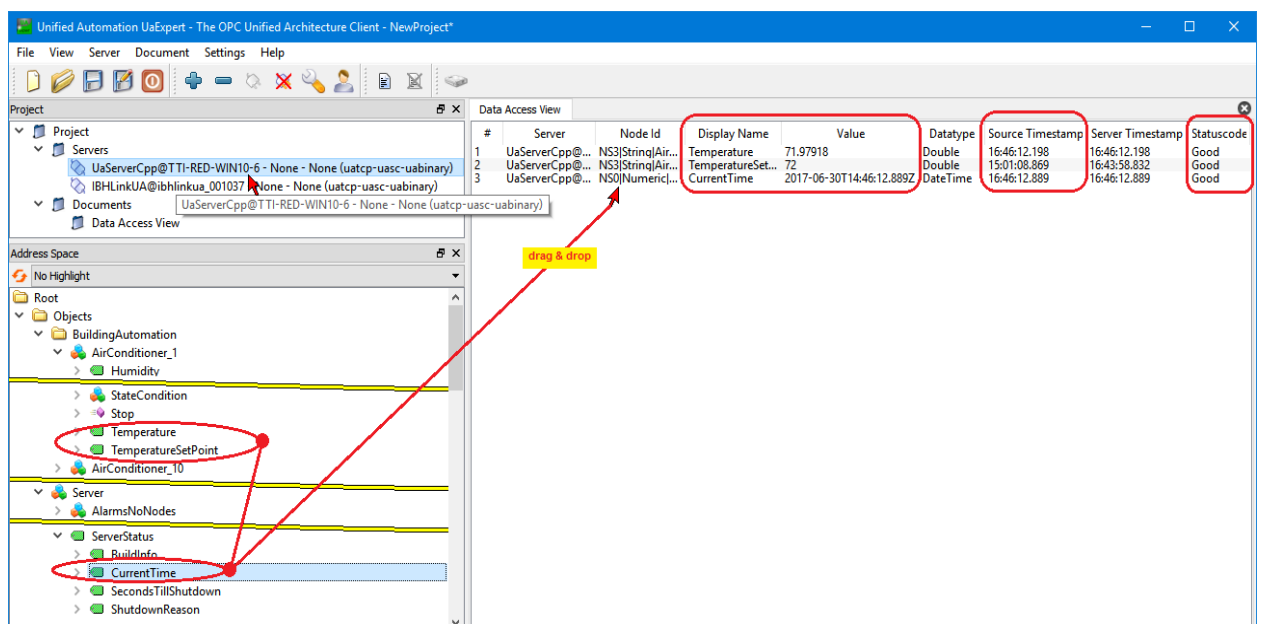 Unified Automation UaExpert - The OPC Unified Architecture Client - NewProject*
File View Server Document Settings Help
Project
Project
Servers
UaServerCpp@TTI-RED-WIN10-6 - None - None (uatcp-uasc-uabinary)
IBHLinkUA@ibhlinkua_001037 None - None (uatcp-uasc-uabinary)
Documents
UaServerCpp@TTI-RED-WIN10-6 - None - None (uatcp-uasc-uabinary)
Data Access View
Address Space
No Highlight
Root
Objects
BuildingAutomation
AirConditioner_1
Humidity
StateCondition
Stop
Temperature
TemperatureSetPoint
AirConditioner_10
Server
AlarmsNoNodes
ServerStatus
BuildInfo
CurrentTime
SecondsTillShutdown
ShutdownReason
Data Access View
# Server Node Id Display Name Value Datatype Source Timestamp Server Timestamp Statuscode
1 UaServerCpp@... NS3|String|Air... Temperature 71.97918 Double 16:46:12.198 16:46:12.198 Good
2 UaServerCpp@... NS3|String|Air... TemperatureSet... 72 Double 15:01:08.869 16:43:58.832 Good
3 UaServerCpp@... NS0|Numeric|... CurrentTime 2017-06-30T14:46:12.889Z DateTime 16:46:12.889 16:46:12.889 Good
drag & drop